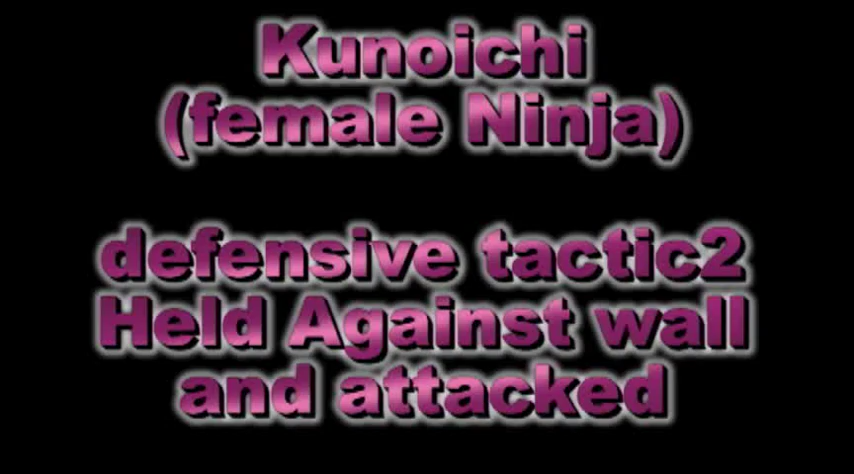 Kunoichi
(female Ninja)
defensive tactic2
Held Against wall
and attacked